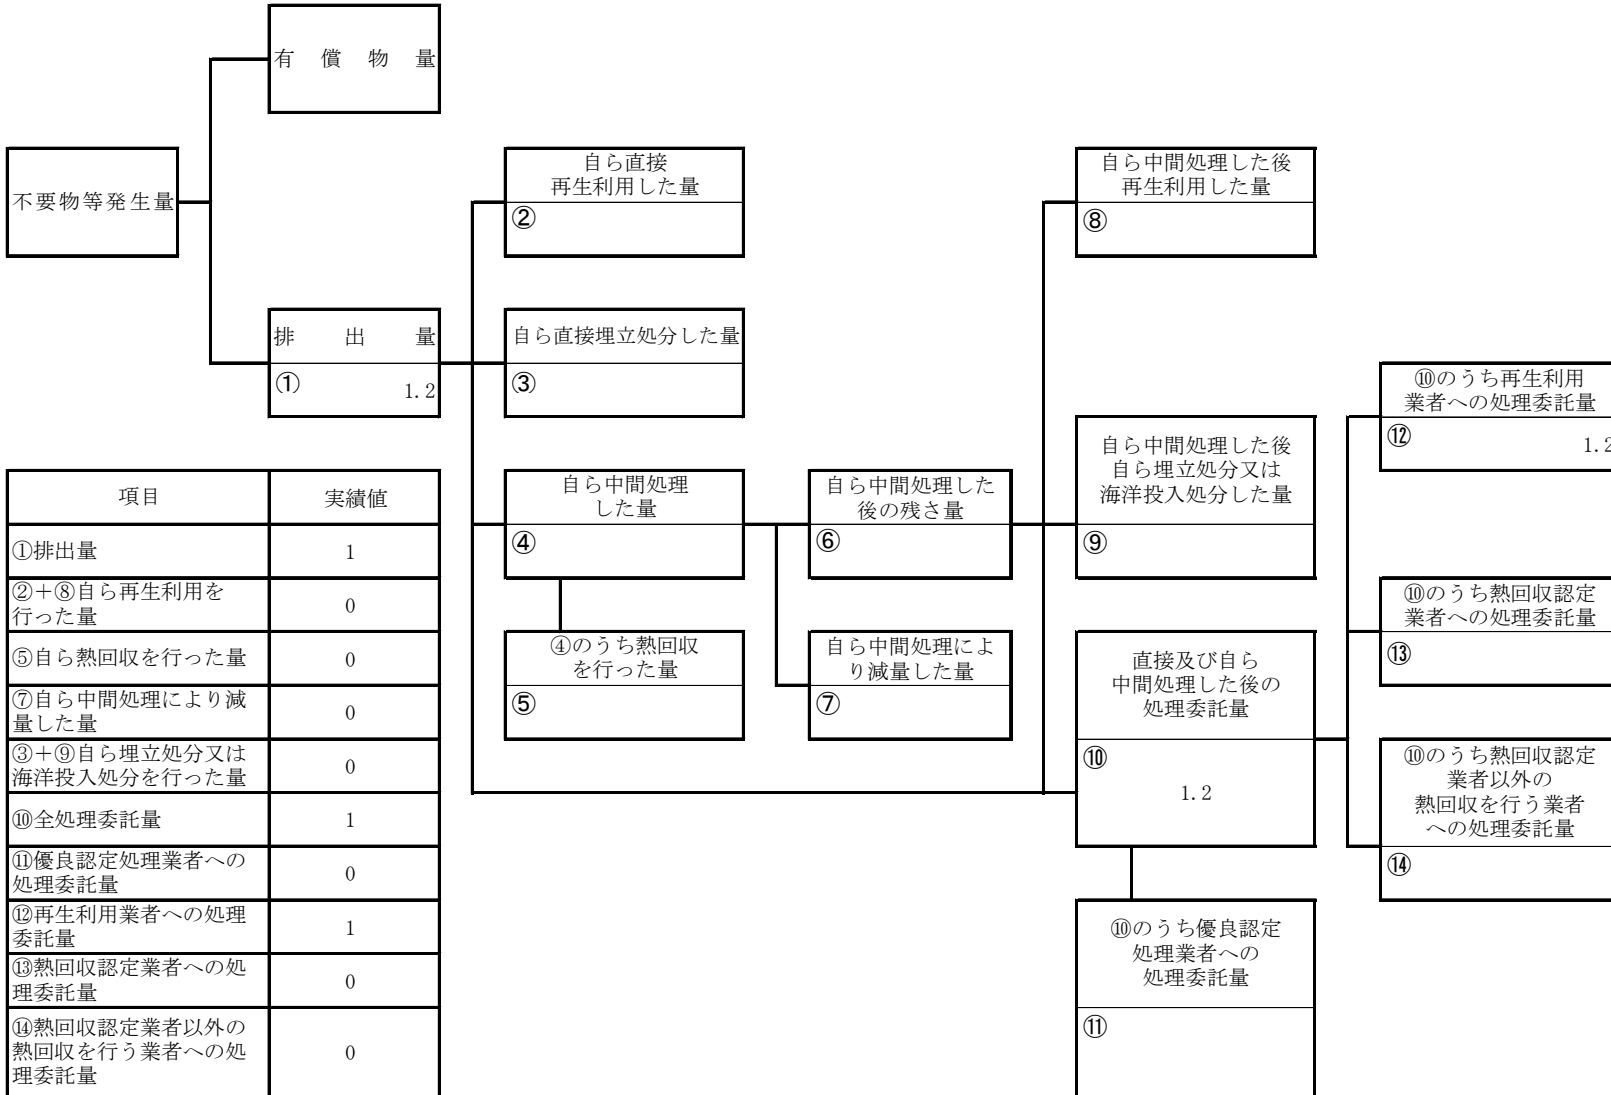 有償物量
不要物等発生量
排出量
①
1.2
自ら直接
再生利用した量
②
自ら直接埋立処分した量
③
自ら中間処理
した量
④
④のうち熱回収
を行った量
⑤
自ら中間処理した
後の残さ量
⑥
自ら中間処理によ
り減量した量
⑦
自ら中間処理した後
再生利用した量
⑧
自ら中間処理した後
自ら埋立処分又は
海洋投入処分した量
⑨
直接及び自ら
中間処理した後の
処理委託量
⑩
1.2
⑩のうち優良認定
処理業者への
処理委託量
⑪
⑩のうち再生利用
業者への処理委託量
⑫
1.2
⑩のうち熱回収認定
業者への処理委託量
⑬
⑩のうち熱回収認定
業者以外の
熱回収を行う業者
への処理委託量
⑭
項目 実績値
①排出量 1
②+⑧自ら再生利用を
行った量 0
⑤自ら熱回収を行った量 0
⑦自ら中間処理により減
量した量 0
③+⑨自ら埋立処分又は
海洋投入処分を行った量 0
⑩全処理委託量 1
⑪優良認定処理業者への
処理委託量 0
⑫再生利用業者への処理
委託量 1
⑬熱回収認定業者への処
理委託量 0
⑭熱回収認定業者以外の
熱回収を行う業者への処
理委託量 0